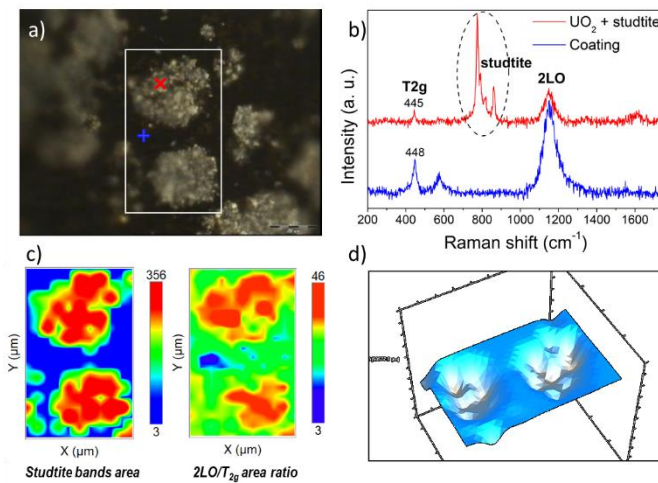 a)
b)
UO2 + studtite
Coating
studtite
T2g
2LO
445
448
Intensity (a. u.)
200 400 600 800 1000 1200 1400 1600
Raman shift (cm-1)
c)
356
3
Y (µm)
X (µm)
Studtite bands area
46
3
Y (µm)
X (µm)
2LO/T2g area ratio
d)